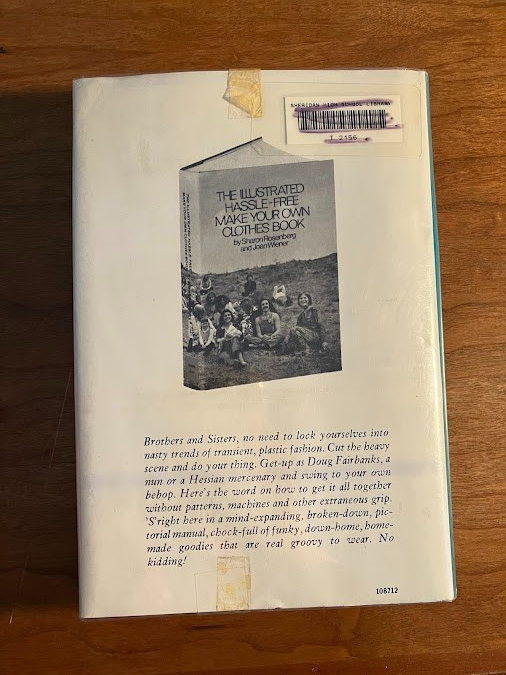 SHERIDAN HIGH SCHOOL LIBRARY
T 2156
THE ILLUSTRATED
HASSLE-FREE
MAKE YOUR OWN
CLOTHES BOOK
by Sharon Rosenberg
and Joan Wiener
Brothers and Sisters, no need to lock yourselves into
nasty trends of transient, plastic fashion. Cut the heavy
scene and do your thing. Get-up as Doug Fairbanks, a
nun or a Hessian mercenary and swing to your own
bebop. Here's the word on how to get it all together
without patterns, machines and other extraneous grip.
'S'right here in a mind-expanding, broken-down, pic-
torial manual, chock-full of funky, down-home, home-
made goodies that are real groovy to wear. No
kidding!
108712